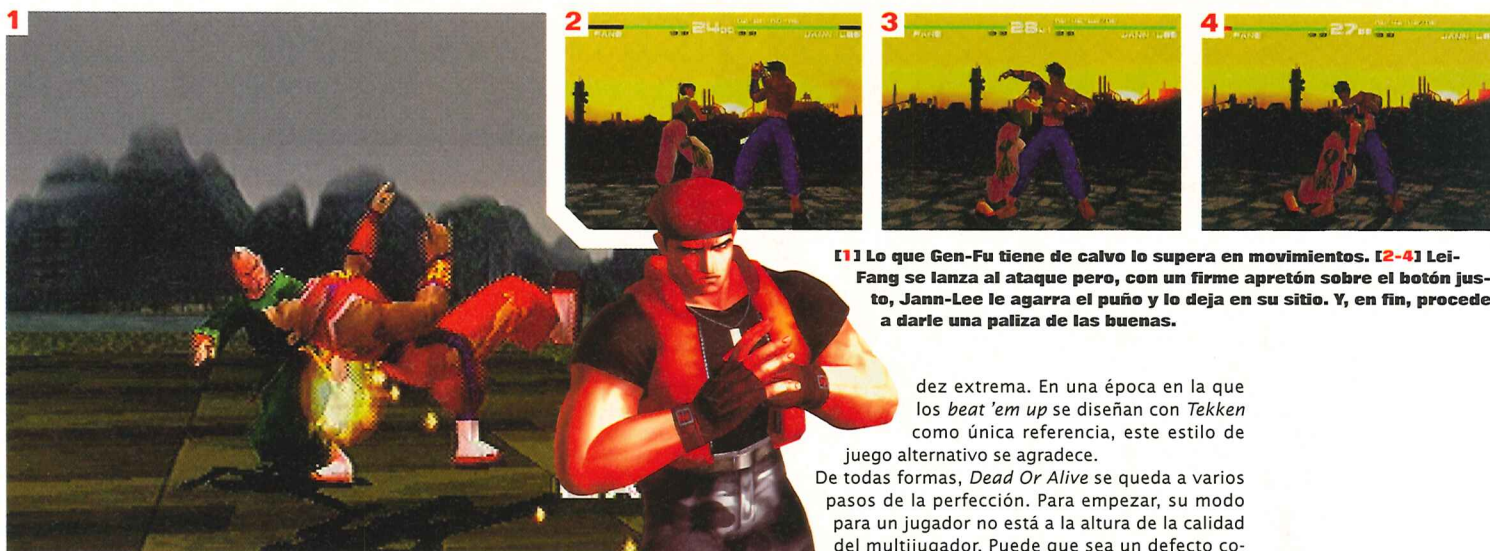 1
2
3
4
[1] Lo que Gen-Fu tiene de calvo lo supera en movimientos. [2-4] Lei-
Fang se lanza al ataque pero, con un firme apretón sobre el botón jus-
to, Jann-Lee le agarra el puño y lo deja en su sitio. Y, en fin, procede
a darle una paliza de las buenas.
dez extrema. En una época en la que
los beat 'em up se diseñan con Tekken
como única referencia, este estilo de
juego alternativo se agradece.
De todas formas, Dead Or Alive se queda a varios
pasos de la perfección. Para empezar, su modo
para un jugador no está a la altura de la calidad
del multijugador. Puede que sea un defecto co-